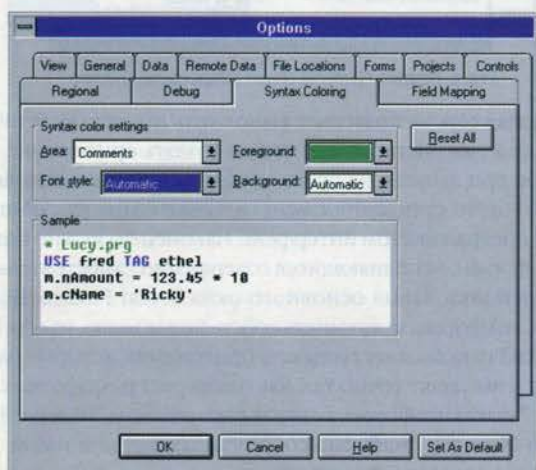 Options
View General Data Remote Data File Locations Forms Projects Controls
Regional Debug Syntax Coloring Field Mapping
Syntax color settings
Area: Comments Foreground: Reset All
Font style: Automatic Background: Automatic
Sample
* Lucy.prg
USE fred TAG ethel
m.nAmount = 123.45 * 10
m.cName = 'Ricky'
OK Cancel Help Set As Default